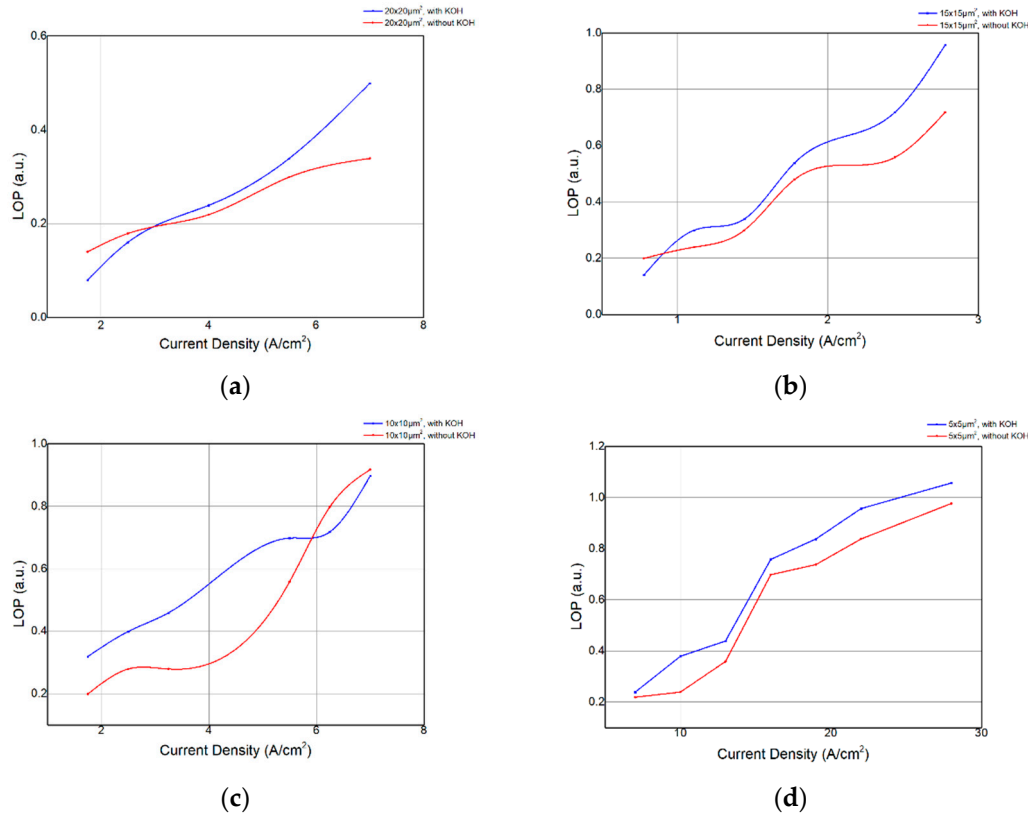 20x20μm², with KOH
20x20μm², without KOH
0.6
0.4
0.2
0.0
LOP (a.u.)
2 4 6 8
Current Density (A/cm²)
(a)
15x15μm², with KOH
15x15μm², without KOH
1.0
0.8
0.6
0.4
0.2
0.0
LOP (a.u.)
1 2 3
Current Density (A/cm²)
(b)
10x10μm², with KOH
10x10μm², without KOH
1.0
0.8
0.6
0.4
0.2
LOP (a.u.)
2 4 6 8
Current Density (A/cm²)
(c)
5x5μm², with KOH
5x5μm², without KOH
1.2
1.0
0.8
0.6
0.4
0.2
LOP (a.u.)
10 20 30
Current Density (A/cm²)
(d)